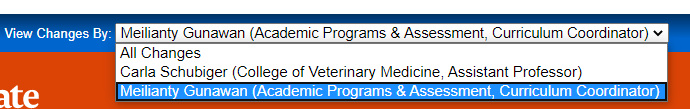 View Changes By: Meilianty Gunawan (Academic Programs & Assessment, Curriculum Coordinator)
All Changes
Carla Schubiger (College of Veterinary Medicine, Assistant Professor)
Meilianty Gunawan (Academic Programs & Assessment, Curriculum Coordinator)
ate